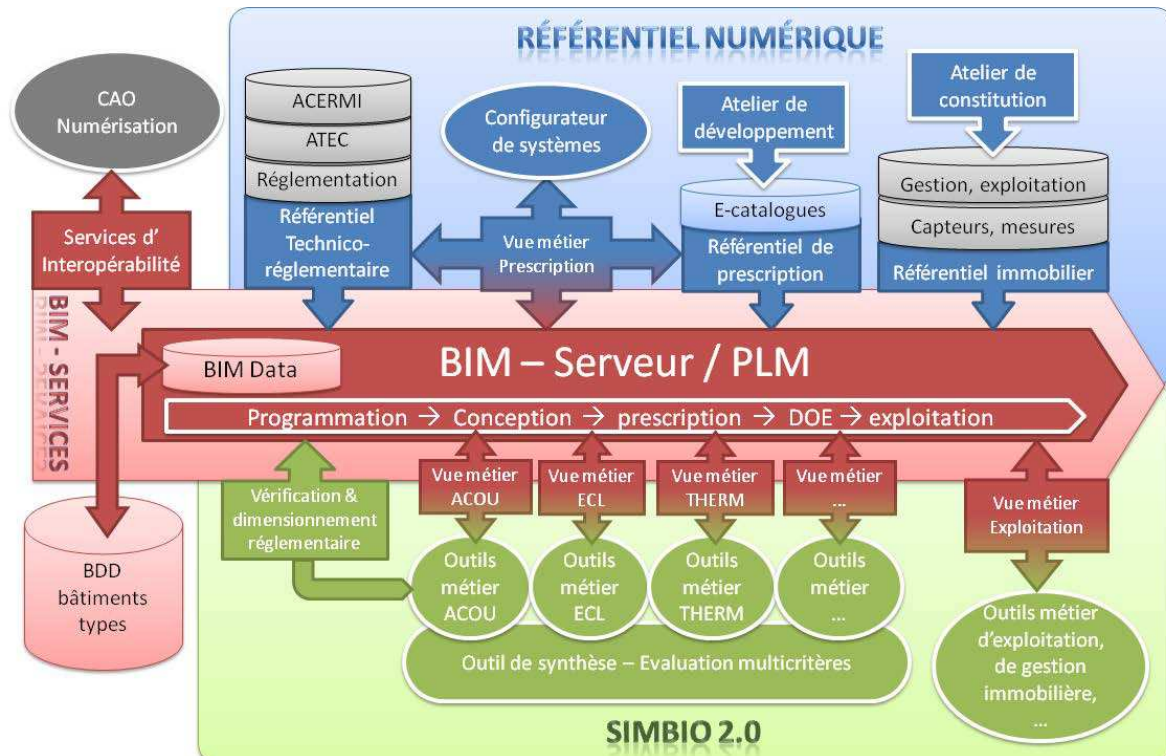 RÉFÉRENTIEL NUMÉRIQUE
CAO
Numérisation
ACERMI
ATEC
Réglementation
Référentiel
Technico-
réglementaire
Configurateur
de systèmes
Atelier de
développement
Atelier de
constitution
E-catalogues
Référentiel de
prescription
Gestion, exploitation
Capteurs, mesures
Référentiel immobilier
Services d'
Interopérabilité
Vue métier
Prescription
BIM - SERVICES
BIM Data
BIM – Serveur / PLM
Programmation → Conception → prescription → DOE → exploitation
Vérification &
dimensionnement
réglementaire
Vue métier
ACOU
Vue métier
ECL
Vue métier
THERM
Vue métier
...
Vue métier
Exploitation
BDD
bâtiments
types
Outils
métier
ACOU
Outils
métier
ECL
Outils
métier
THERM
Outils
métier
...
Outils métier
d'exploitation,
de gestion
immobilière,
...
Outil de synthèse – Evaluation multicritères
SIMBIO 2.0